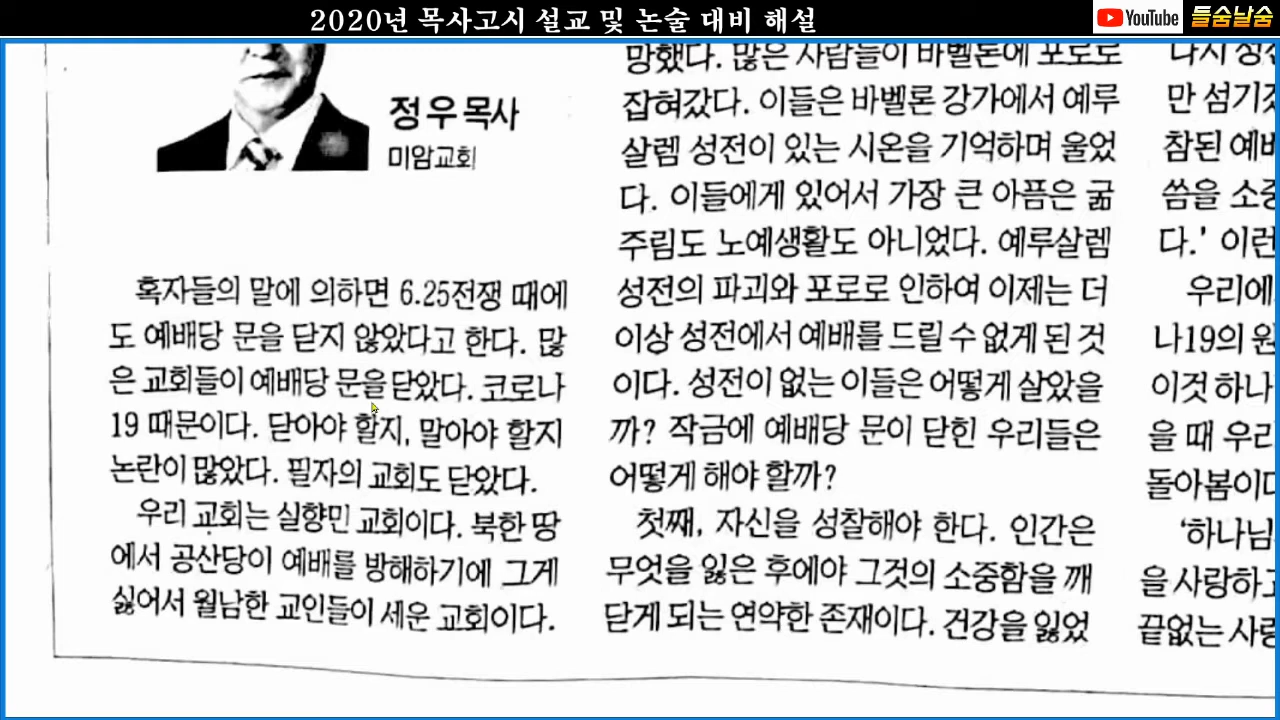 2020년 목사고시 설교 및 논술 대비 해설
YouTube 들숨날숨
정우 목사
미암교회
혹자들의 말에 의하면 6.25전쟁 때에
도 예배당 문을 닫지 않았다고 한다. 많
은 교회들이 예배당 문을 닫았다. 코로나
19 때문이다. 닫아야 할지, 말아야 할지
논란이 많았다. 필자의 교회도 닫았다.
우리 교회는 실향민 교회이다. 북한 땅
에서 공산당이 예배를 방해하기에 그게
싫어서 월남한 교인들이 세운 교회이다.
망했다. 많은 사람들이 바벨론에 포로로
잡혀갔다. 이들은 바벨론 강가에서 예루
살렘 성전이 있는 시온을 기억하며 울었
다. 이들에게 있어서 가장 큰 아픔은 굶
주림도 노예생활도 아니었다. 예루살렘
성전의 파괴와 포로로 인하여 이제는 더
이상 성전에서 예배를 드릴 수 없게 된 것
이다. 성전이 없는 이들은 어떻게 살았을
까? 작금에 예배당 문이 닫힌 우리들은
어떻게 해야 할까?
첫째, 자신을 성찰해야 한다. 인간은
무엇을 잃은 후에야 그것의 소중함을 깨
닫게 되는 연약한 존재이다. 건강을 잃었
만 섬기
참된 예배
씀을 소중
다.' 이런
우리에
나19의 원
이것 하나
을 때 우리
돌아봄이다
'하나님
을 사랑하고
끝없는 사랑